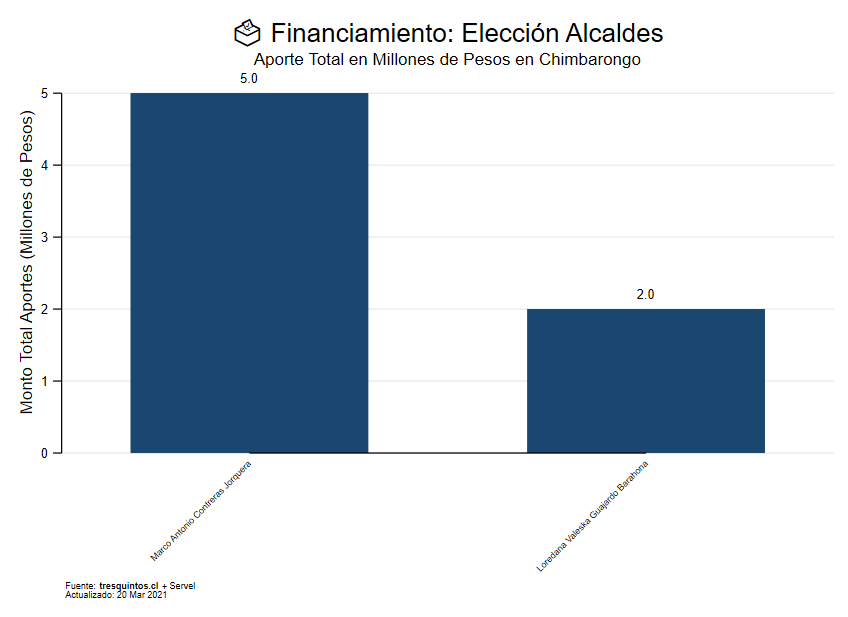 Financiamiento: Elección Alcaldes
Aporte Total en Millones de Pesos en Chimbarongo
5.0
2.0
Monto Total Aportes (Millones de Pesos)
5
4
3
2
1
0
Marco Antonio Contreras Jorquera
Loredana Valeska Guajardo Barahona
Fuente: tresquintos.cl + Servel
Actualizado: 20 Mar 2021